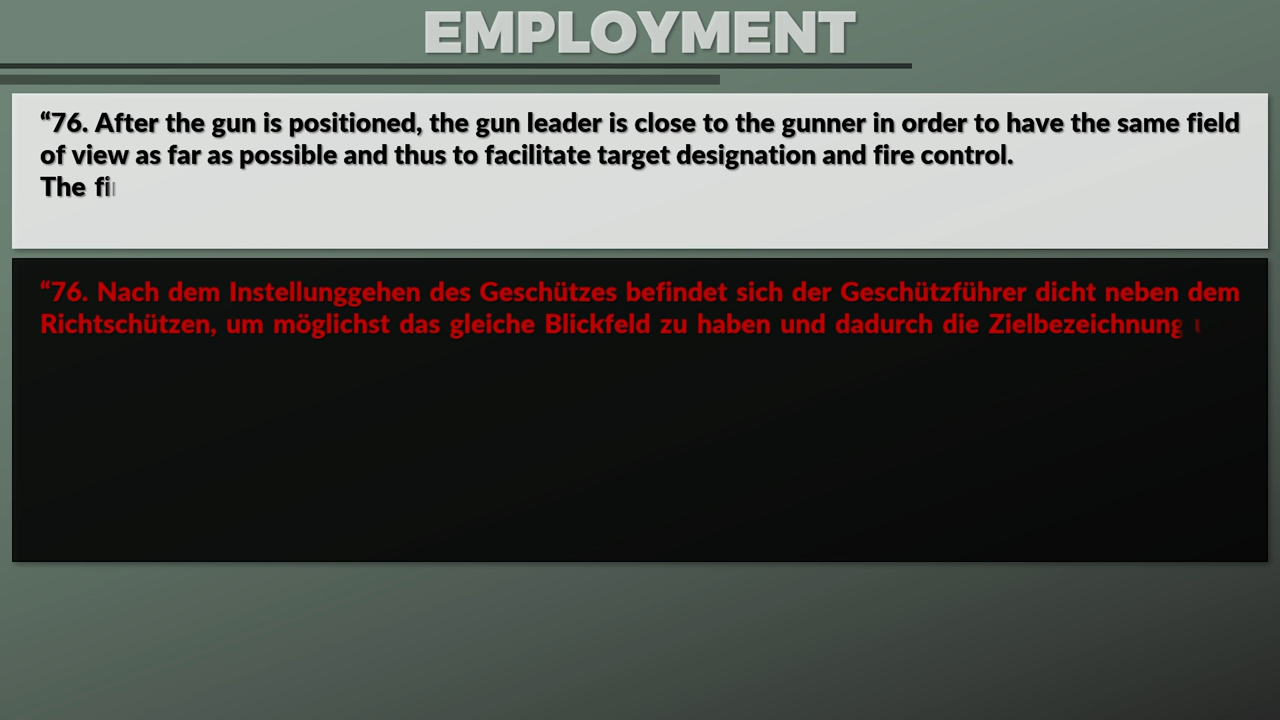 EMPLOYMENT
“76. After the gun is positioned, the gun leader is close to the gunner in order to have the same field
of view as far as possible and thus to facilitate target designation and fire control.
The
“76. Nach dem Instellunggehen des Geschützes befindet sich der Geschützführer dicht neben dem
Richtschützen, um möglichst das gleiche Blickfeld zu haben und dadurch die Zielbezeichnung